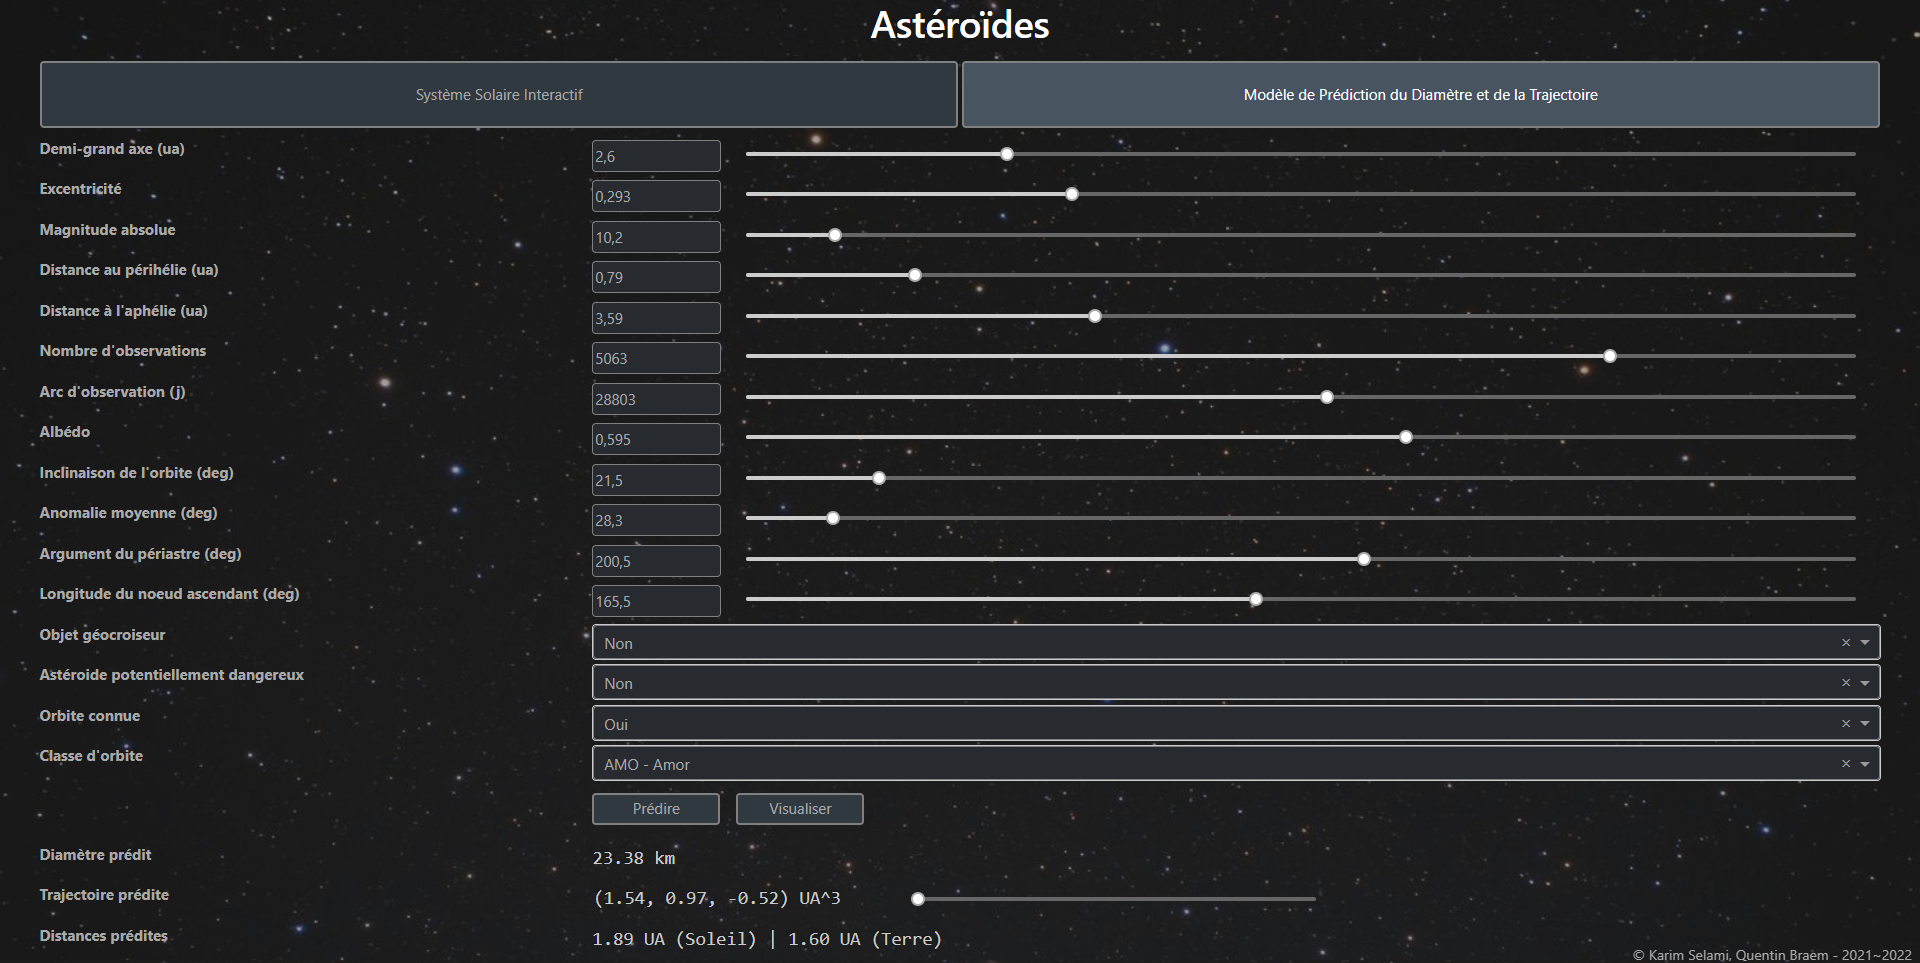 Astéroïdes
Système Solaire Interactif
Modèle de Prédiction du Diamètre et de la Trajectoire
Demi-grand axe (ua) 2,6
Excentricité 0,293
Magnitude absolue 10,2
Distance au périhélie (ua) 0,79
Distance à l'aphélie (ua) 3,59
Nombre d'observations 5063
Arc d'observation (j) 28803
Albédo 0,595
Inclinaison de l'orbite (deg) 21,5
Anomalie moyenne (deg) 28,3
Argument du périastre (deg) 200,5
Longitude du noeud ascendant (deg) 165,5
Objet géocroiseur Non ×
Astéroide potentiellement dangereux Non ×
Orbite connue Oui ×
Classe d'orbite AMO - Amor ×
Prédire Visualiser
Diamètre prédit 23.38 km
Trajectoire prédite (1.54, 0.97, -0.52) UA^3
Distances prédites 1.89 UA (Soleil) | 1.60 UA (Terre)
© Karim Selami, Quentin Braem - 2021~2022